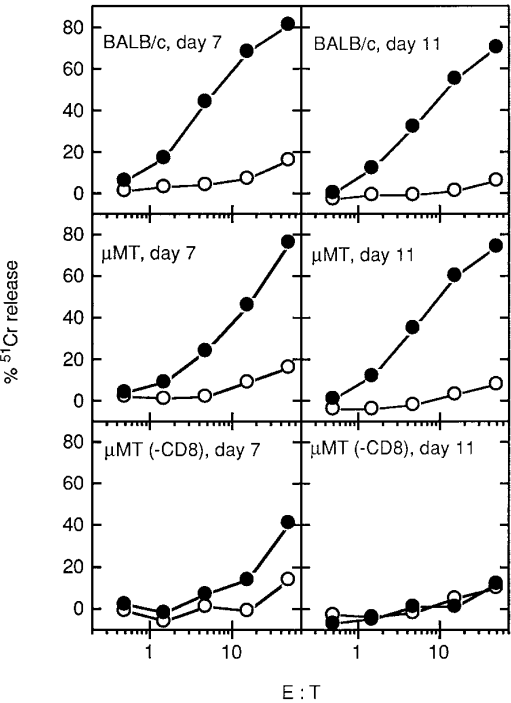 BALB/c, day 7
BALB/c, day 11
80
60
40
20
0
µMT, day 7
µMT, day 11
80
60
40
20
0
µMT (-CD8), day 7
µMT (-CD8), day 11
80
60
40
20
0
% ⁵¹Cr release
1 10 1 10
E : T